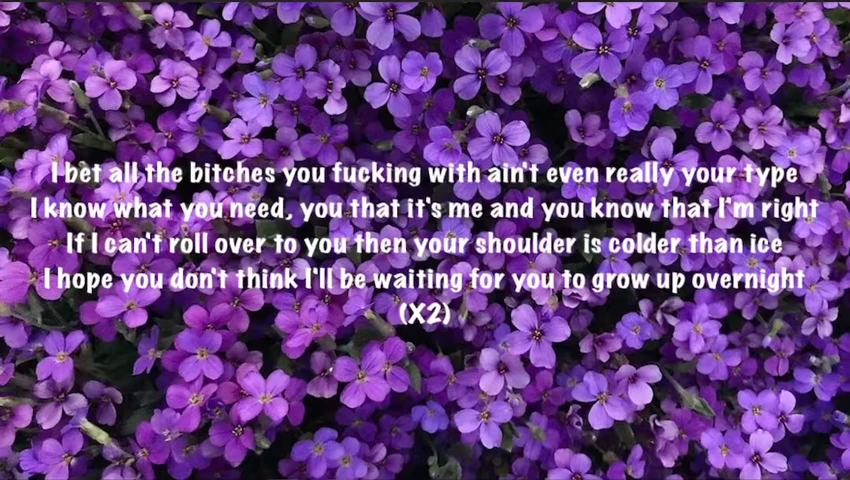 I bet all the bitches you fucking with ain't even really your type
I know what you need, you that it's me and you know that I'm right
If I can't roll over to you then your shoulder is colder than ice
I hope you don't think I'll be waiting for you to grow up overnight
(X2)